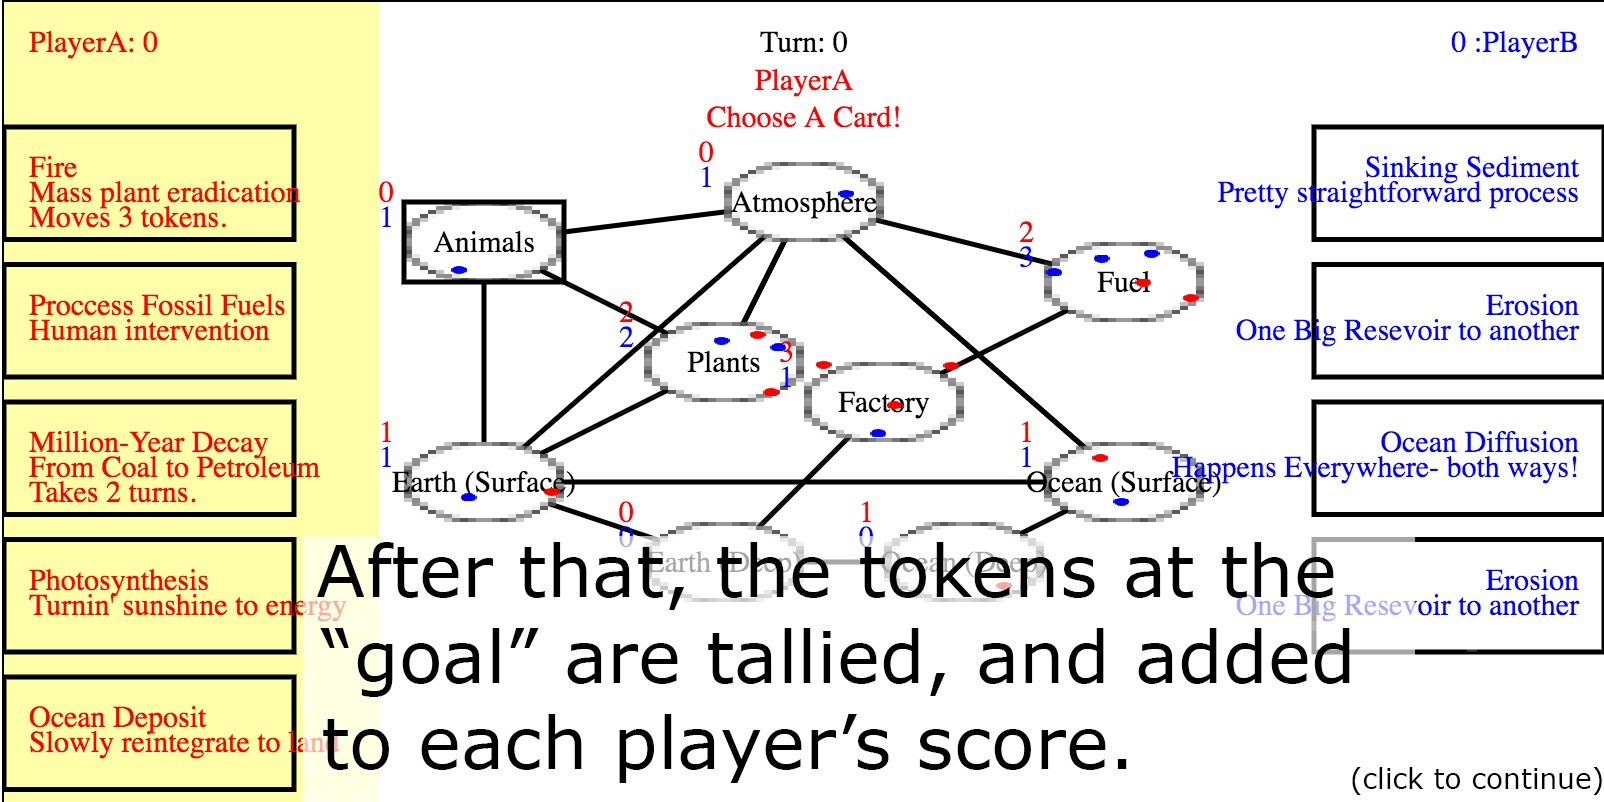 PlayerA: 0
Turn: 0
0 :PlayerB
PlayerA
Choose A Card!
Fire
Mass plant eradication
Moves 3 tokens.
Proccess Fossil Fuels
Human intervention
Million-Year Decay
From Coal to Petroleum
Takes 2 turns.
Photosynthesis
Turnin' sunshine to energy
Ocean Deposit
Slowly reintegrate to land
0
1
Animals
0
1
Atmosphere
2
3
Fuel
2
2
Plants
3
1
Factory
1
1
Earth (Surface)
1
1
Ocean (Surface)
0
0
Earth (Deep)
1
0
Ocean (Deep)
Sinking Sediment
Pretty straightforward process
Erosion
One Big Resevoir to another
Ocean Diffusion
Happens Everywhere- both ways!
Erosion
One Big Resevoir to another
After that, the tokens at the
“goal” are tallied, and added
to each player’s score.
(click to continue)